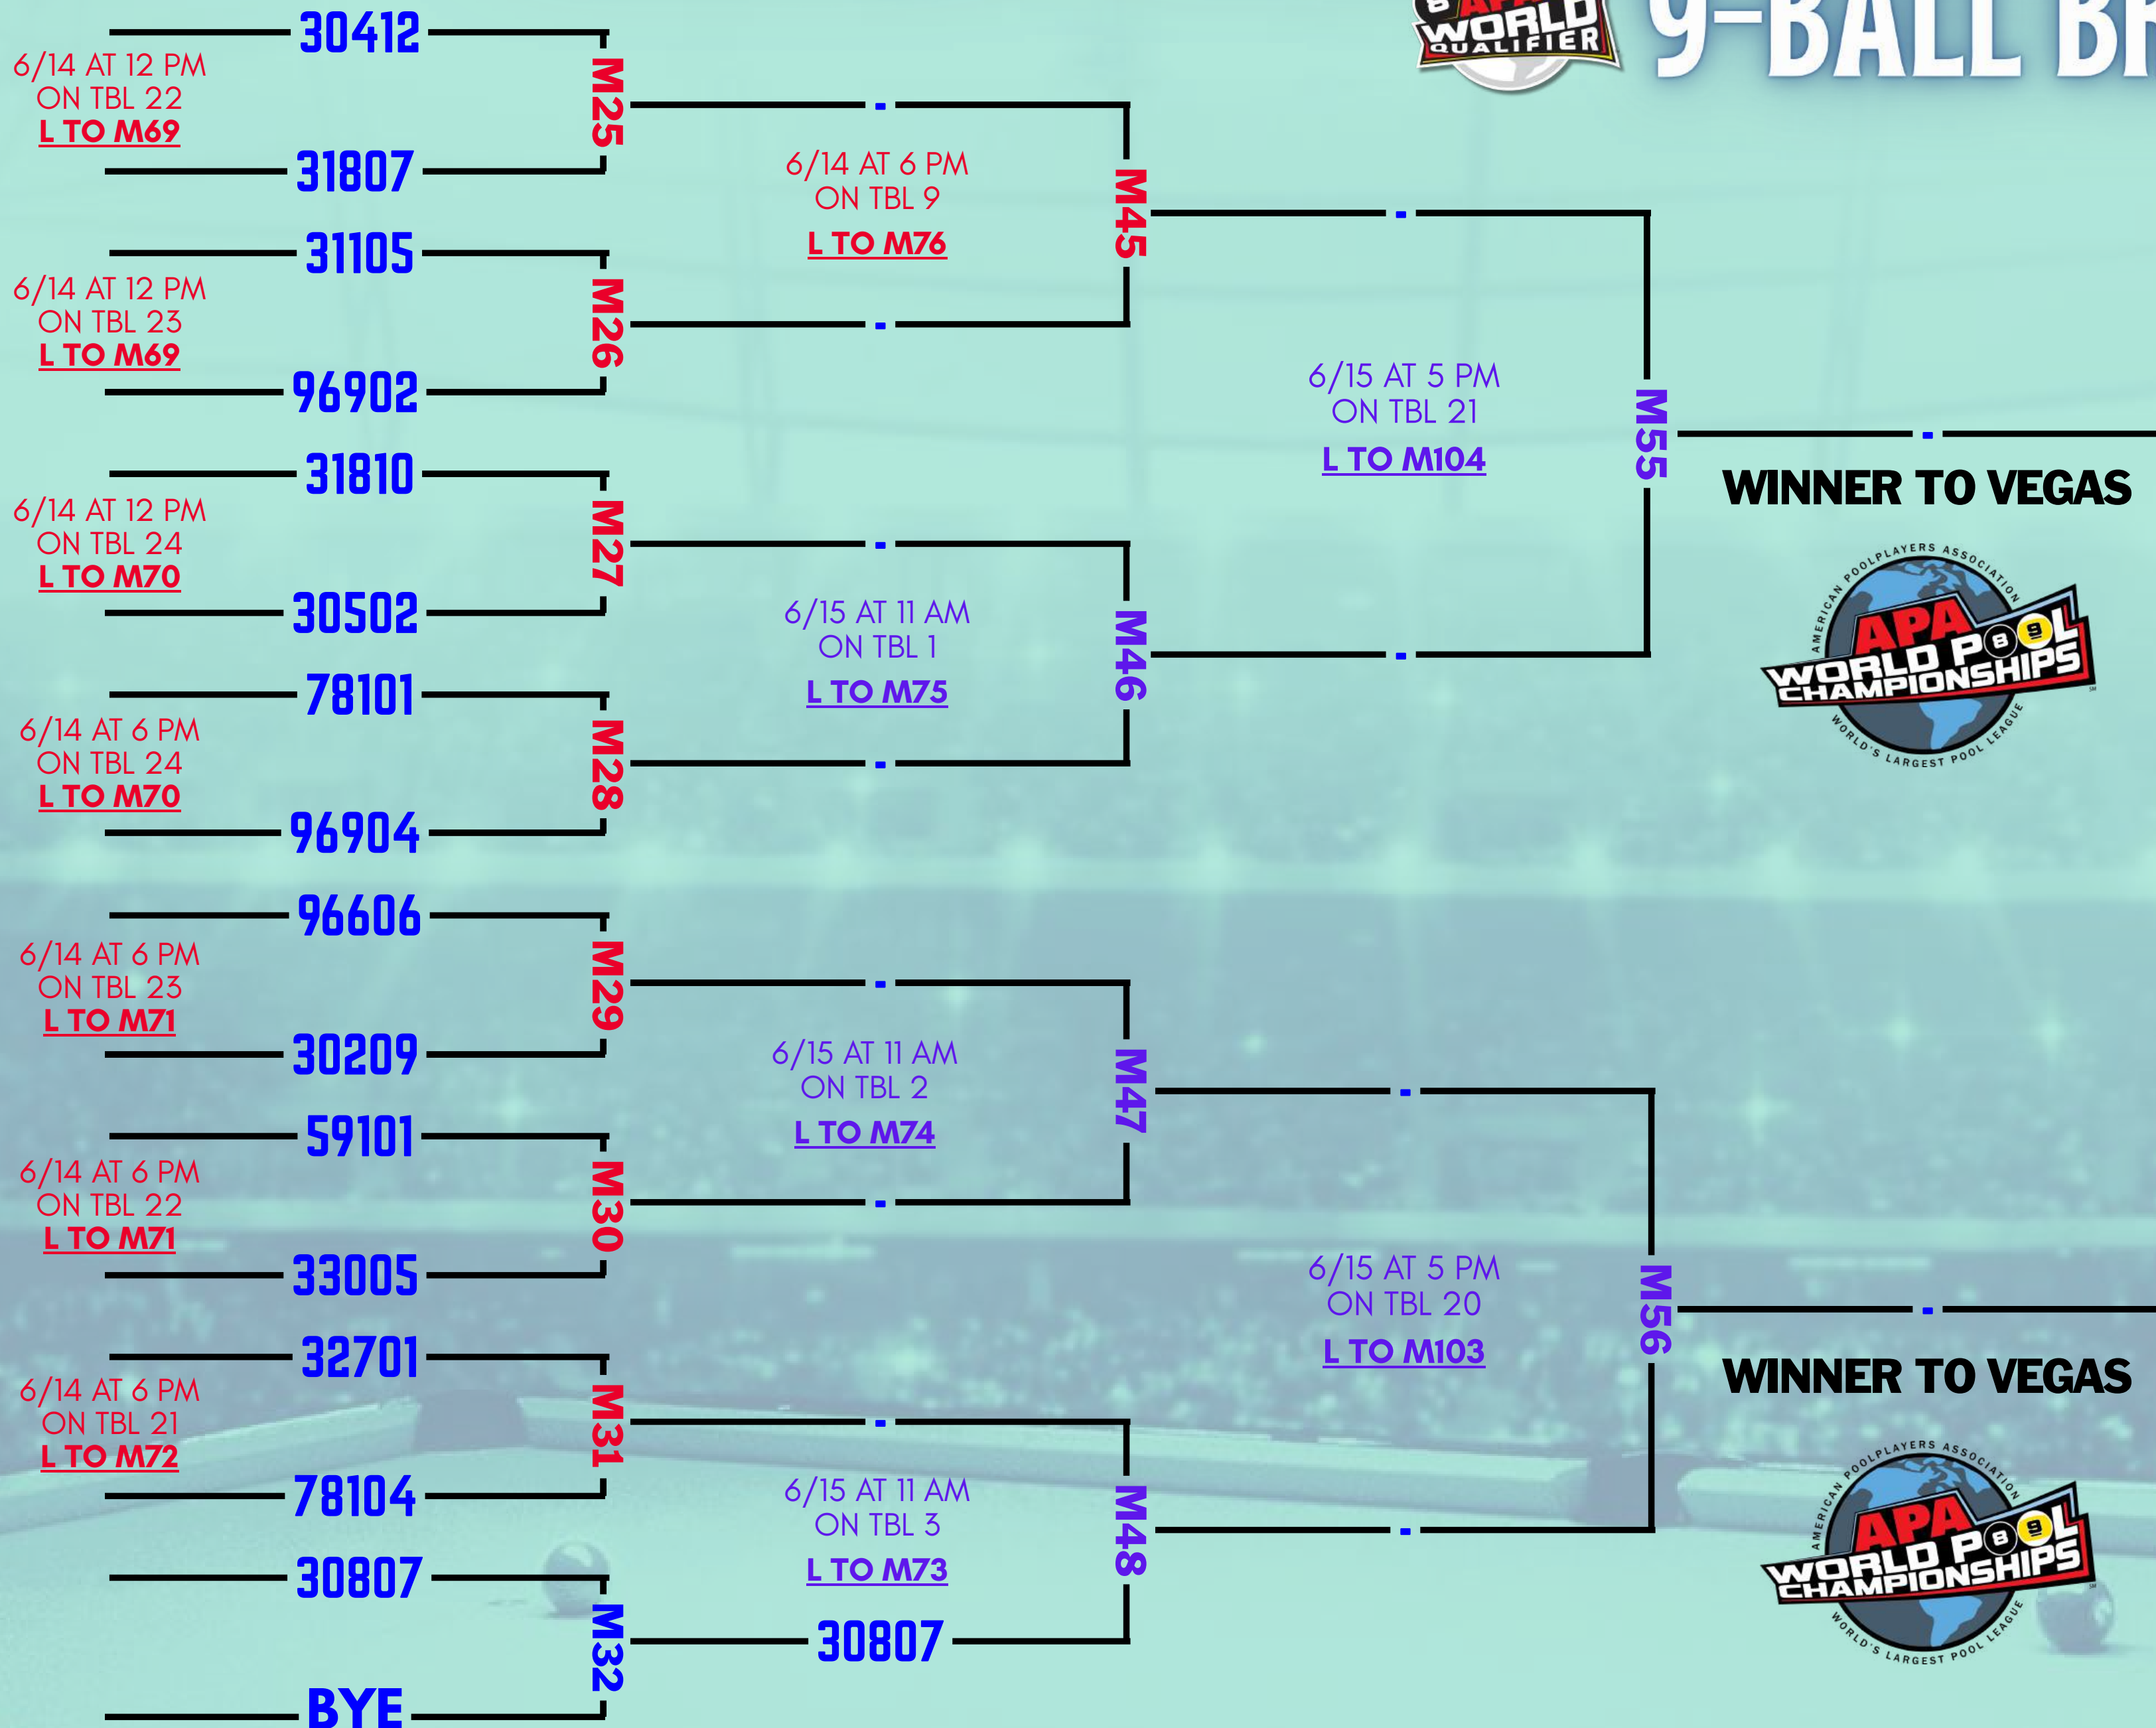 30412
6/14 AT 12 PM
ON TBL 22
L TO M69
M25
31807
31105
6/14 AT 12 PM
ON TBL 23
L TO M69
M26
96902
31810
6/14 AT 12 PM
ON TBL 24
L TO M70
M27
30502
78101
6/14 AT 6 PM
ON TBL 24
L TO M70
M28
96904
96606
6/14 AT 6 PM
ON TBL 23
L TO M71
M29
30209
59101
6/14 AT 6 PM
ON TBL 22
L TO M71
M30
33005
32701
6/14 AT 6 PM
ON TBL 21
L TO M72
M31
78104
30807
M32
BYE
-
6/14 AT 6 PM
ON TBL 9
L TO M76
M45
-
-
6/15 AT 11 AM
ON TBL 1
L TO M75
M46
-
-
6/15 AT 11 AM
ON TBL 2
L TO M74
M47
-
-
6/15 AT 11 AM
ON TBL 3
L TO M73
M48
30807
-
6/15 AT 5 PM
ON TBL 21
L TO M104
M55
-
-
6/15 AT 5 PM
ON TBL 20
L TO M103
M56
-
8
WORLD
QUALIFIER
9-BALL
-
WINNER TO VEGAS
AMERICAN POOLPLAYERS ASSOCIATION
APA
WORLD P89L
CHAMPIONSHIPS
SM
WORLD'S LARGEST POOL LEAGUE
-
WINNER TO VEGAS
AMERICAN POOLPLAYERS ASSOCIATION
APA
WORLD P89L
CHAMPIONSHIPS
SM
WORLD'S LARGEST POOL LEAGUE